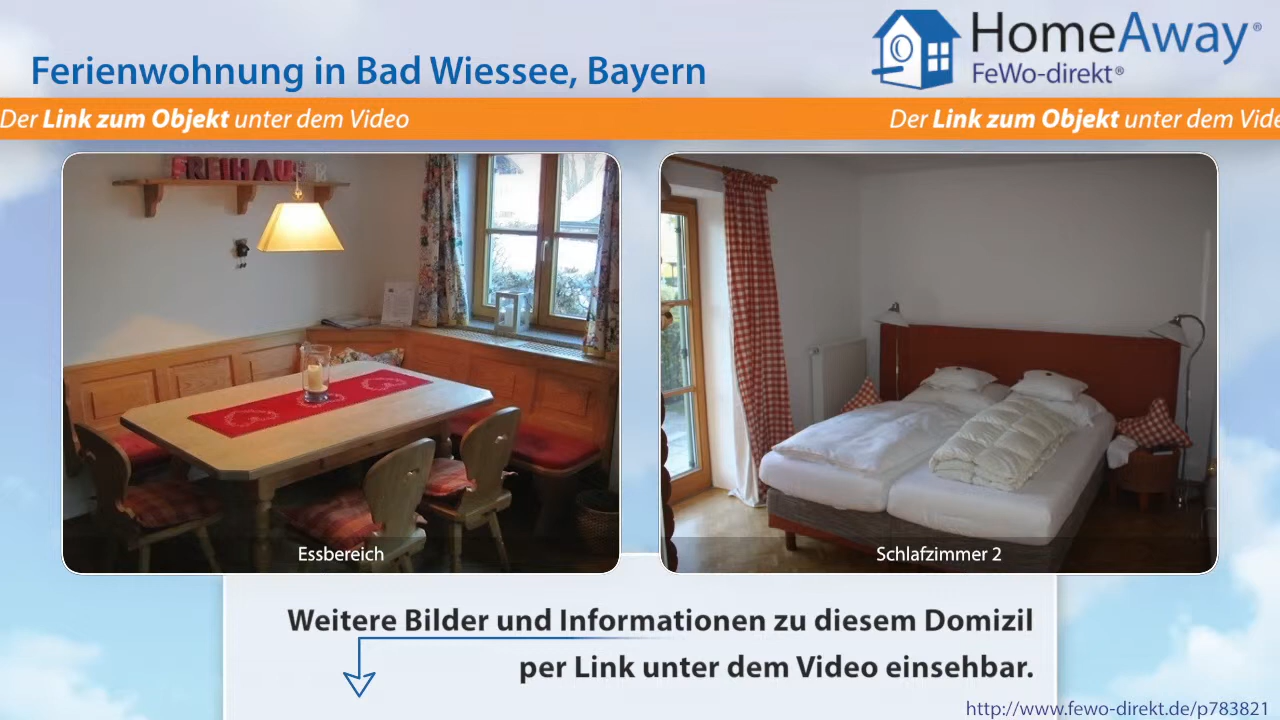 HomeAway®
FeWo-direkt®
Ferienwohnung in Bad Wiessee, Bayern
Der Link zum Objekt unter dem Video
Der Link zum Objekt unter dem Vide
FREIHAUS 18
Essbereich
Schlafzimmer 2
Weitere Bilder und Informationen zu diesem Domizil
per Link unter dem Video einsehbar.
http://www.fewo-direkt.de/p783821